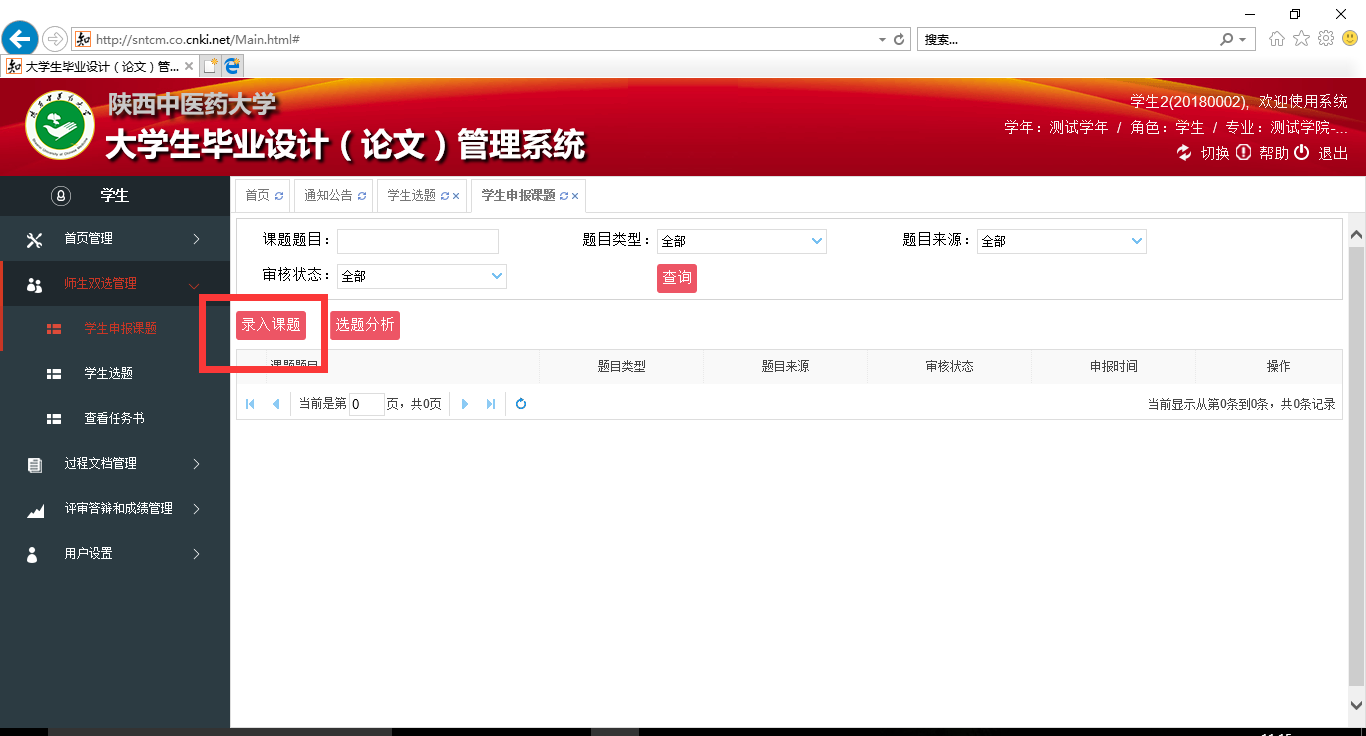 http://sntcm.co.cnki.net/Main.html#
搜索...
大学生毕业设计（论文）管...
陕西中医药大学
大学生毕业设计（论文）管理系统
学生2(20180002), 欢迎使用系统
学年：测试学年 / 角色：学生 / 专业：测试学院-...
切换 帮助 退出
学生
首页管理
师生双选管理
学生申报课题
学生选题
查看任务书
过程文档管理
评审答辩和成绩管理
用户设置
首页 通知公告 学生选题 学生申报课题
课题题目： 题目类型：全部 题目来源：全部
审核状态：全部 查询
录入课题 选题分析
课题题目 题目类型 题目来源 审核状态 申报时间 操作
当前是第 0 页，共0页 当前显示从第0条到0条，共0条记录